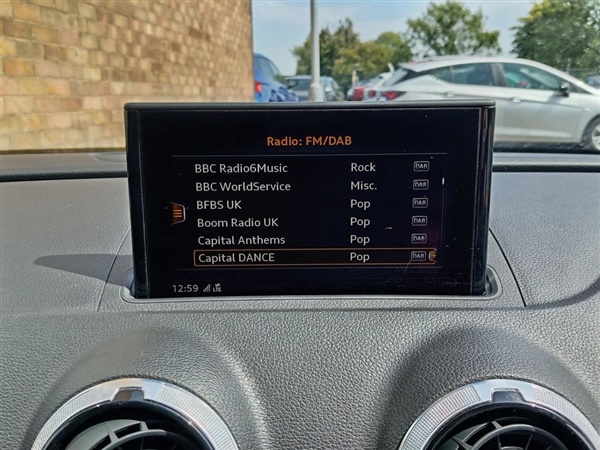 Radio: FM/DAB
BBC Radio6Music Rock DAB
BBC WorldService Misc. DAB
BFBS UK Pop DAB
Boom Radio UK Pop DAB
Capital Anthems Pop DAB
Capital DANCE Pop DAB
12:59 LTE